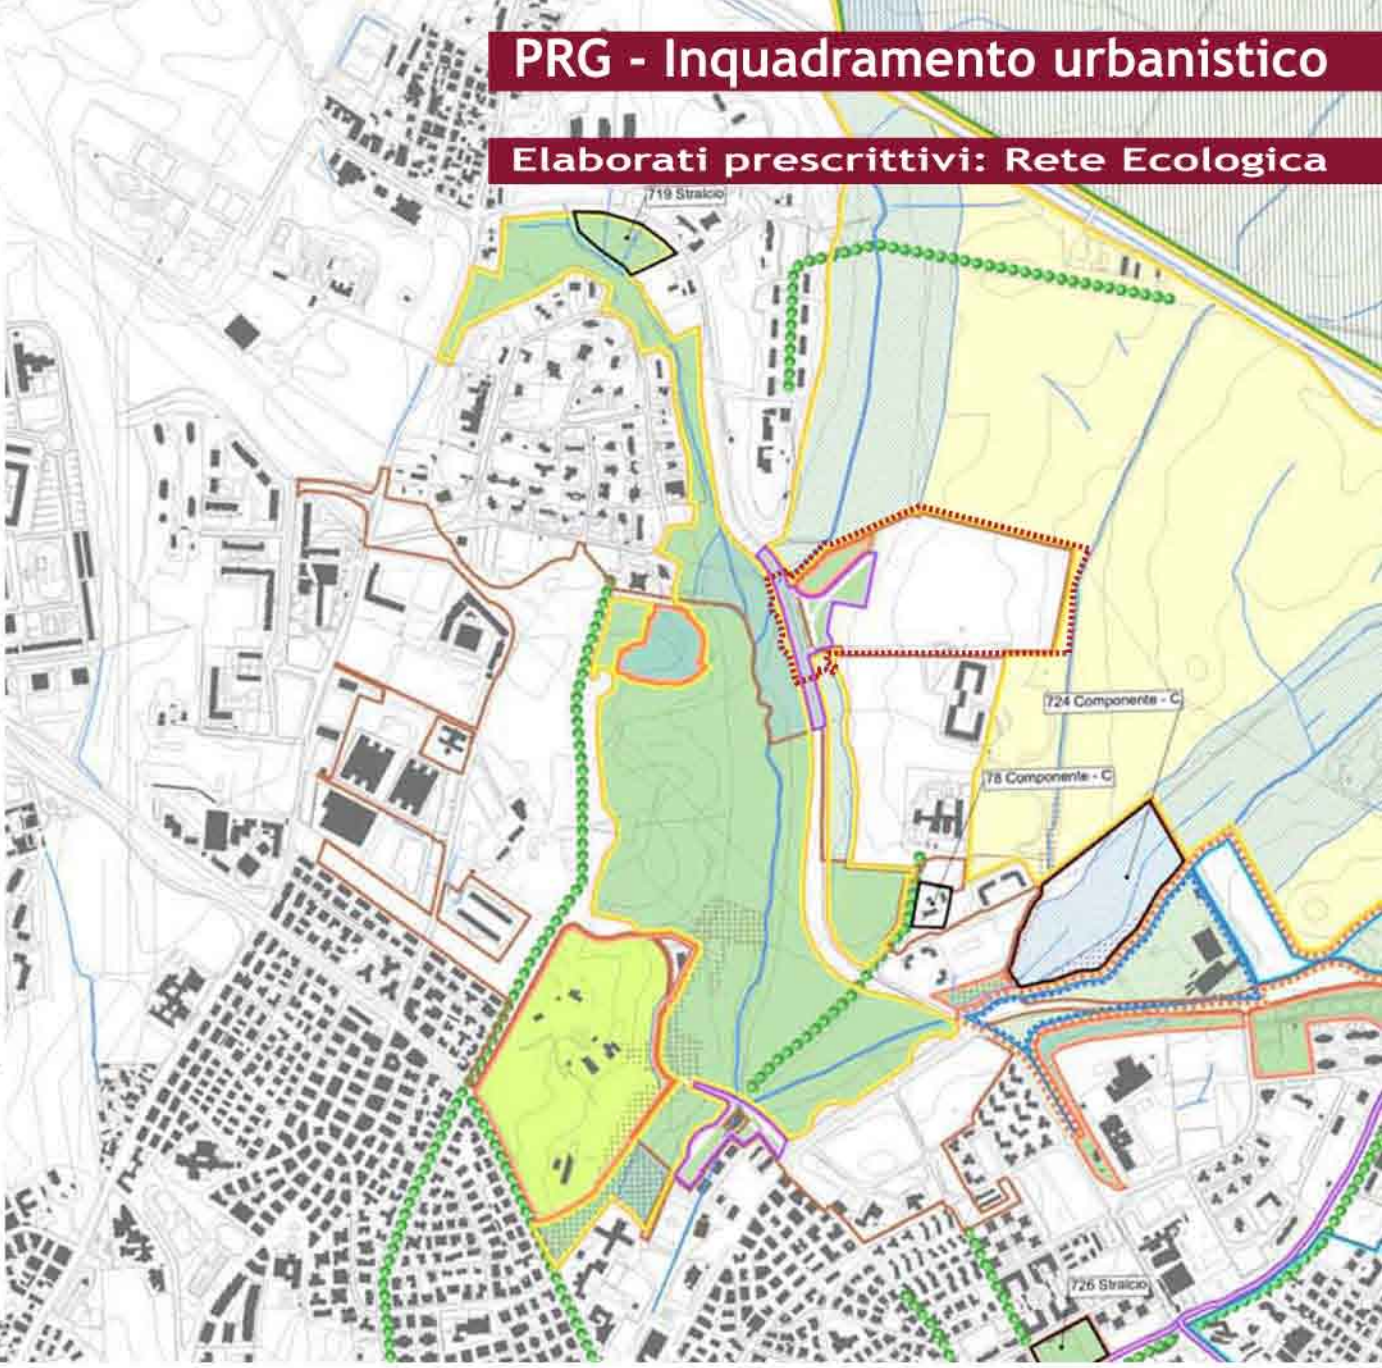 PRG - Inquadramento urbanistico
Elaborati prescrittivi: Rete Ecologica
719 Stralcio
724 Componente - C
78 Componente - C
726 Stralcio